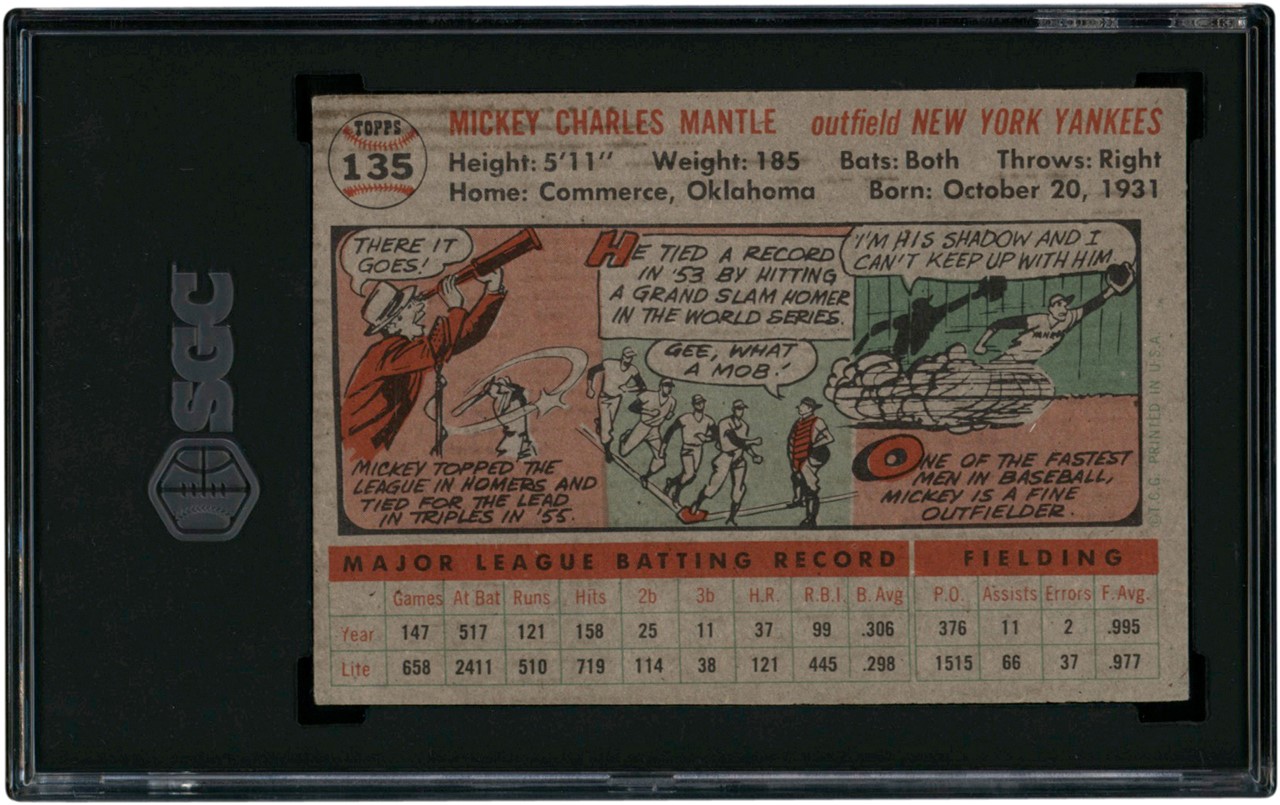 SGC
TOPPS
135
MICKEY CHARLES MANTLE outfield NEW YORK YANKEES
Height: 5'11" Weight: 185 Bats: Both Throws: Right
Home: Commerce, Oklahoma Born: October 20, 1931
THERE IT
GOES!
MICKEY TOPPED THE
LEAGUE IN HOMERS AND
TIED FOR THE LEAD
IN TRIPLES IN '55.
HE TIED A RECORD
IN '53 BY HITTING
A GRAND SLAM HOMER
IN THE WORLD SERIES.
GEE, WHAT
A MOB!
I'M HIS SHADOW AND I
CAN'T KEEP UP WITH HIM.
ONE OF THE FASTEST
MEN IN BASEBALL,
MICKEY IS A FINE
OUTFIELDER.
©T.C.G. PRINTED IN U.S.A.
MAJOR LEAGUE BATTING RECORD FIELDING
Games At Bat Runs Hits 2b 3b H.R. R.B.I. B. Avg P.O. Assists Errors F. Avg.
Year 147 517 121 158 25 11 37 99 .306 376 11 2 .995
Life 658 2411 510 719 114 38 121 445 .298 1515 66 37 .977